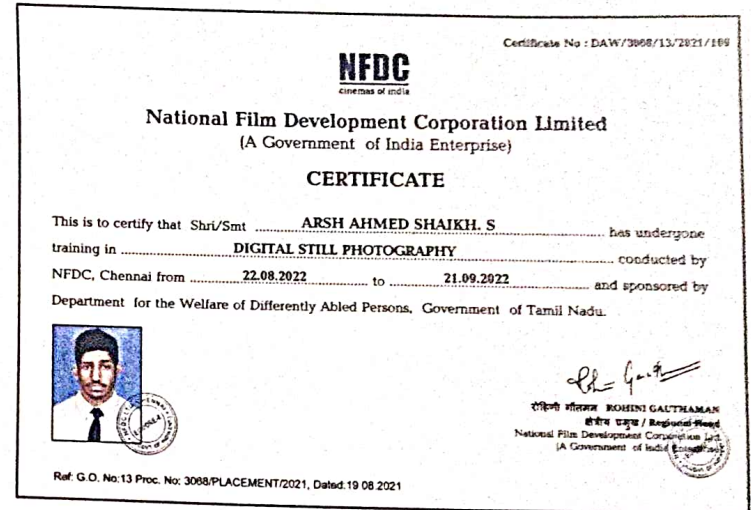 Certificate No : DAW/3068/13/2021/109
NFDC
cinemas of india
National Film Development Corporation Limited
(A Government of India Enterprise)
CERTIFICATE
This is to certify that Shri/Smt ARSH AHMED SHAIKH. S has undergone
training in DIGITAL STILL PHOTOGRAPHY conducted by
NFDC, Chennai from 22.08.2022 to 21.09.2022 and sponsored by
Department for the Welfare of Differently Abled Persons, Government of Tamil Nadu.
रोहिणी गौतमन ROHINI GAUTHAMAN
क्षेत्रीय प्रमुख / Regional Head
National Film Development Corporation Ltd.
(A Government of India Enterprise)
Ref: G.O. No:13 Proc. No: 3068/PLACEMENT/2021, Dated:19 08 2021